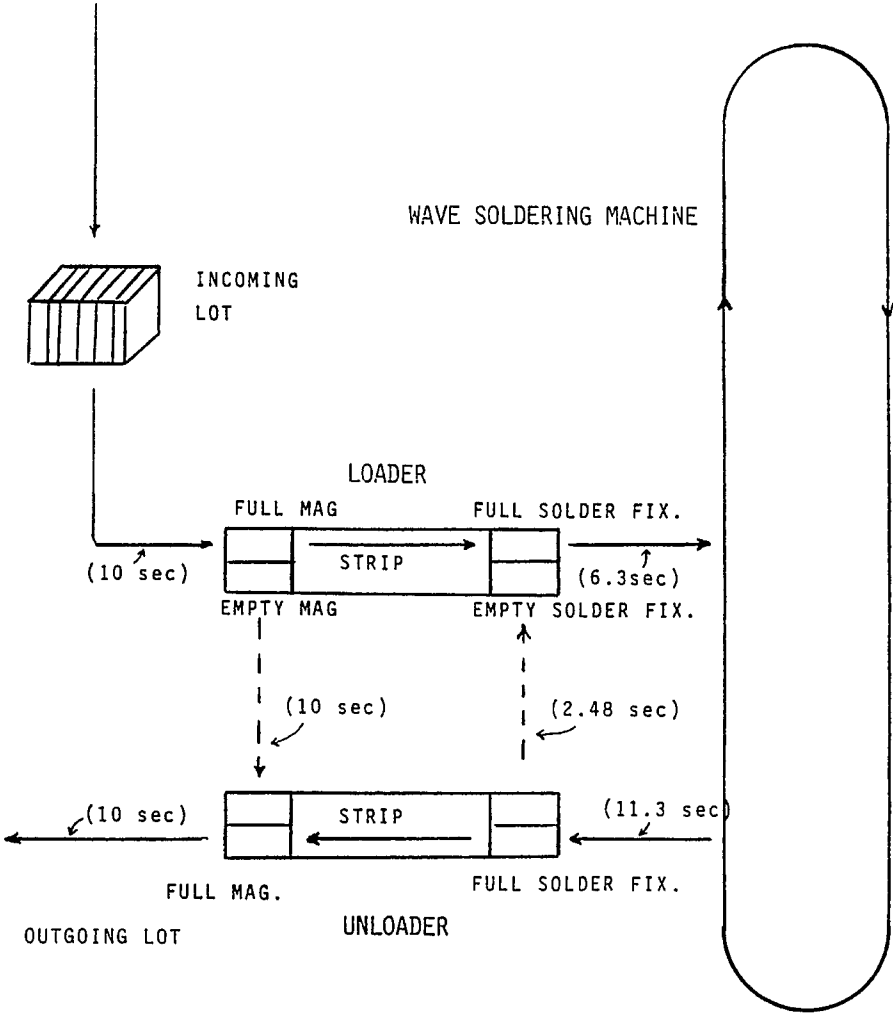 WAVE SOLDERING MACHINE
INCOMING
LOT
LOADER
FULL MAG
FULL SOLDER FIX.
STRIP
(10 sec)
(6.3sec)
EMPTY MAG
EMPTY SOLDER FIX.
(10 sec)
(2.48 sec)
(10 sec)
STRIP
(11.3 sec)
FULL MAG.
FULL SOLDER FIX.
OUTGOING LOT
UNLOADER